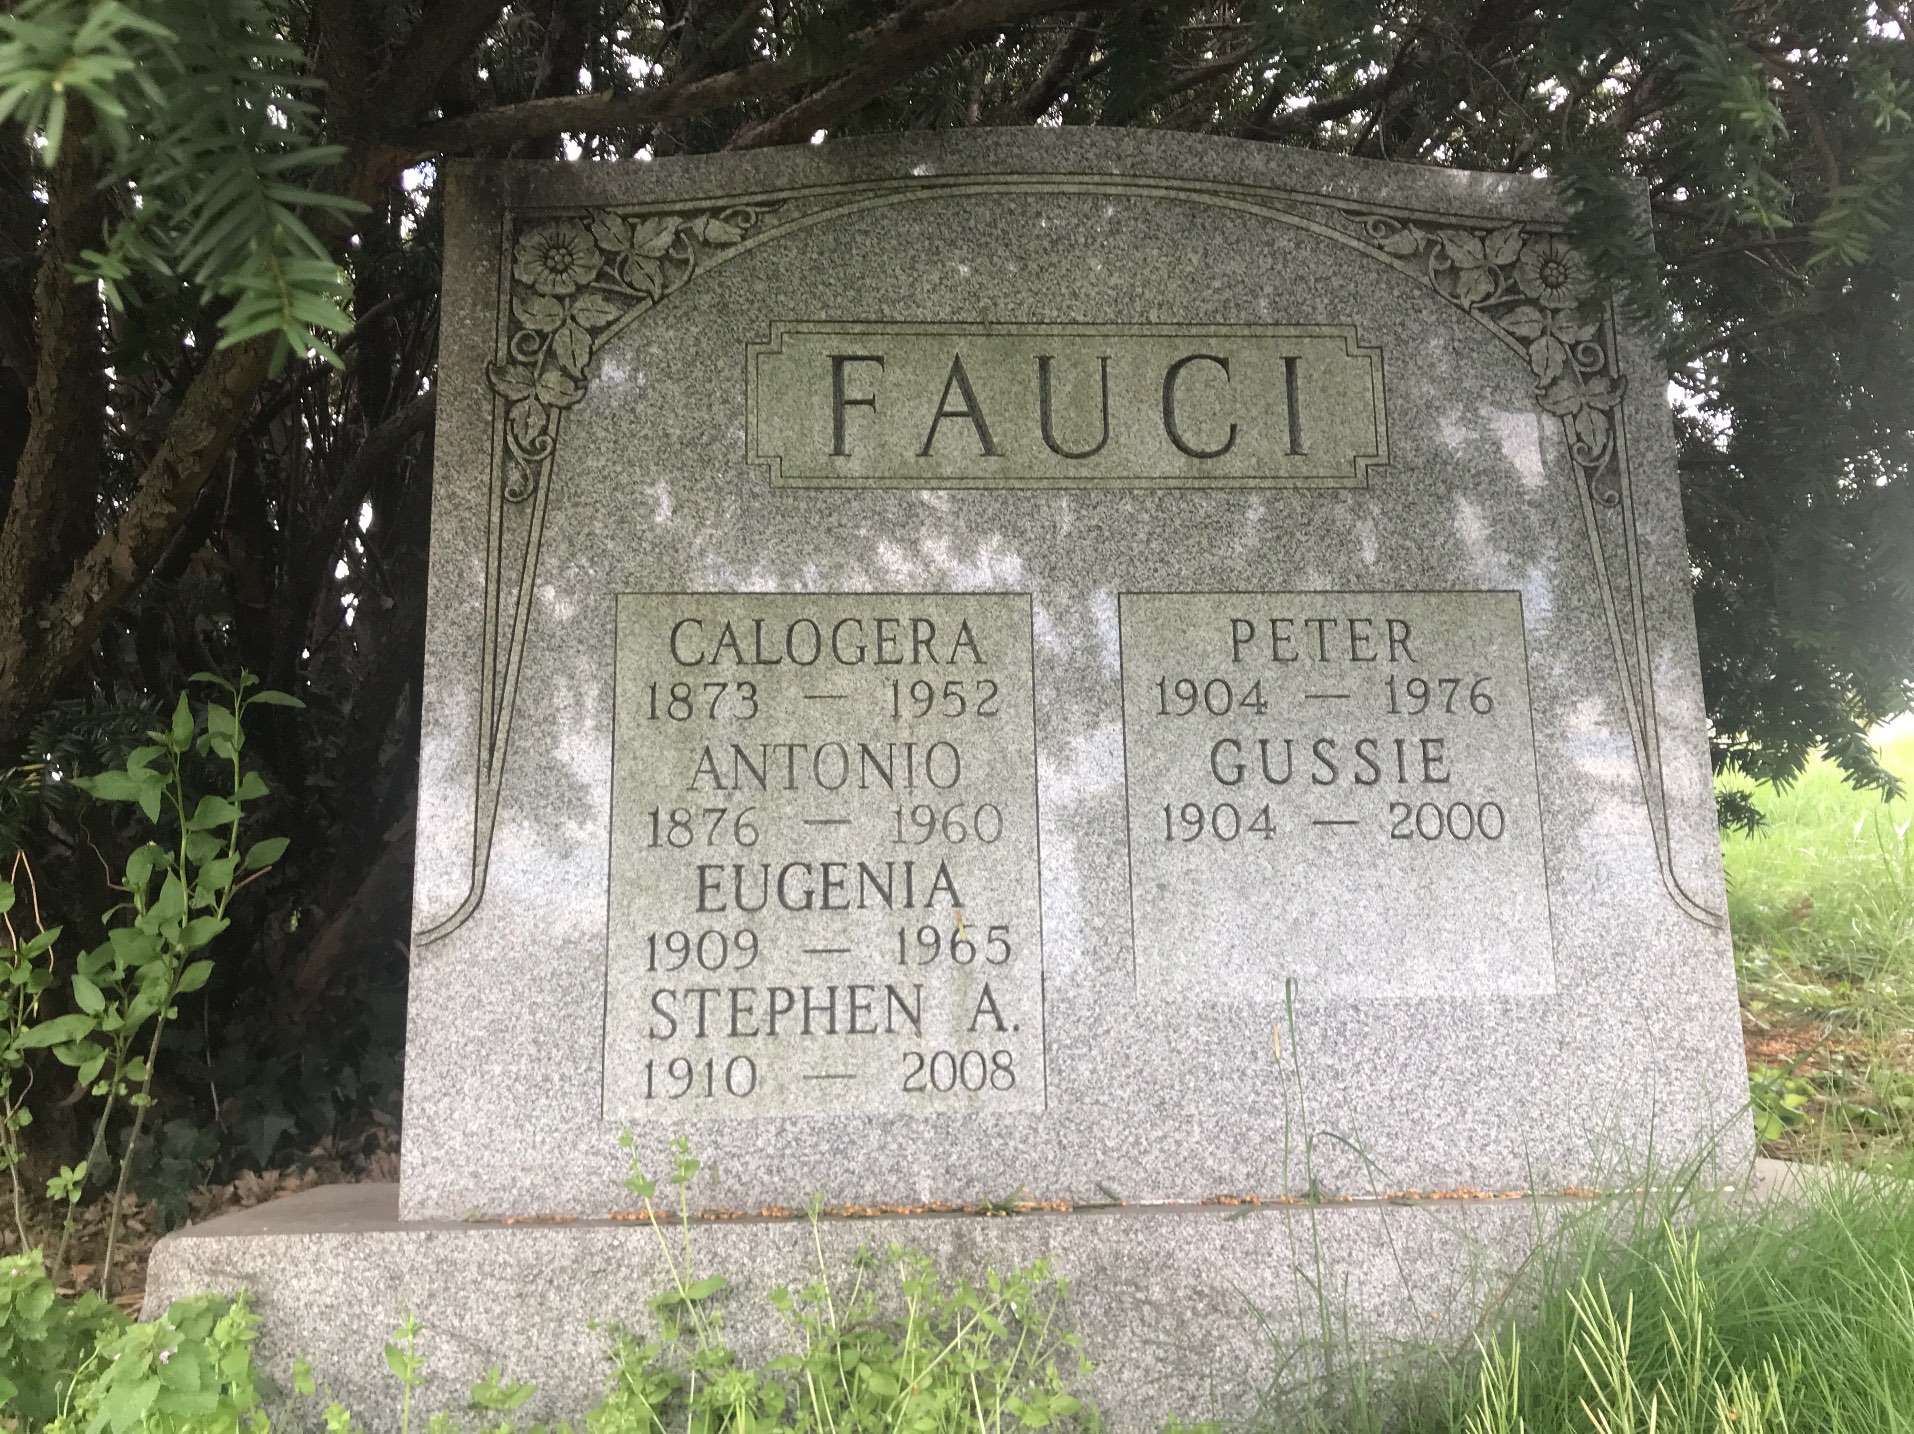 FAUCI
CALOGERA
1873 — 1952
ANTONIO
1876 — 1960
EUGENIA
1909 — 1965
STEPHEN A.
1910 — 2008
PETER
1904 — 1976
GUSSIE
1904 — 2000